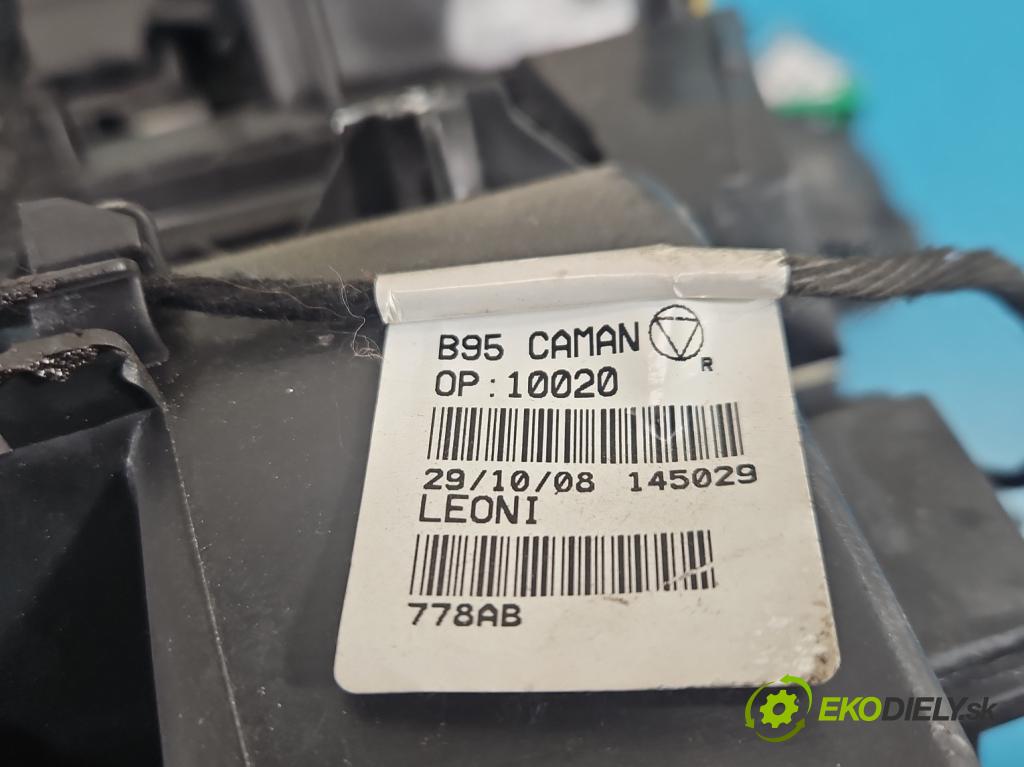 B95 CAMAN
R
OP:10020
29/10/08 145029
LEONI
778AB
EKODIELY.sk